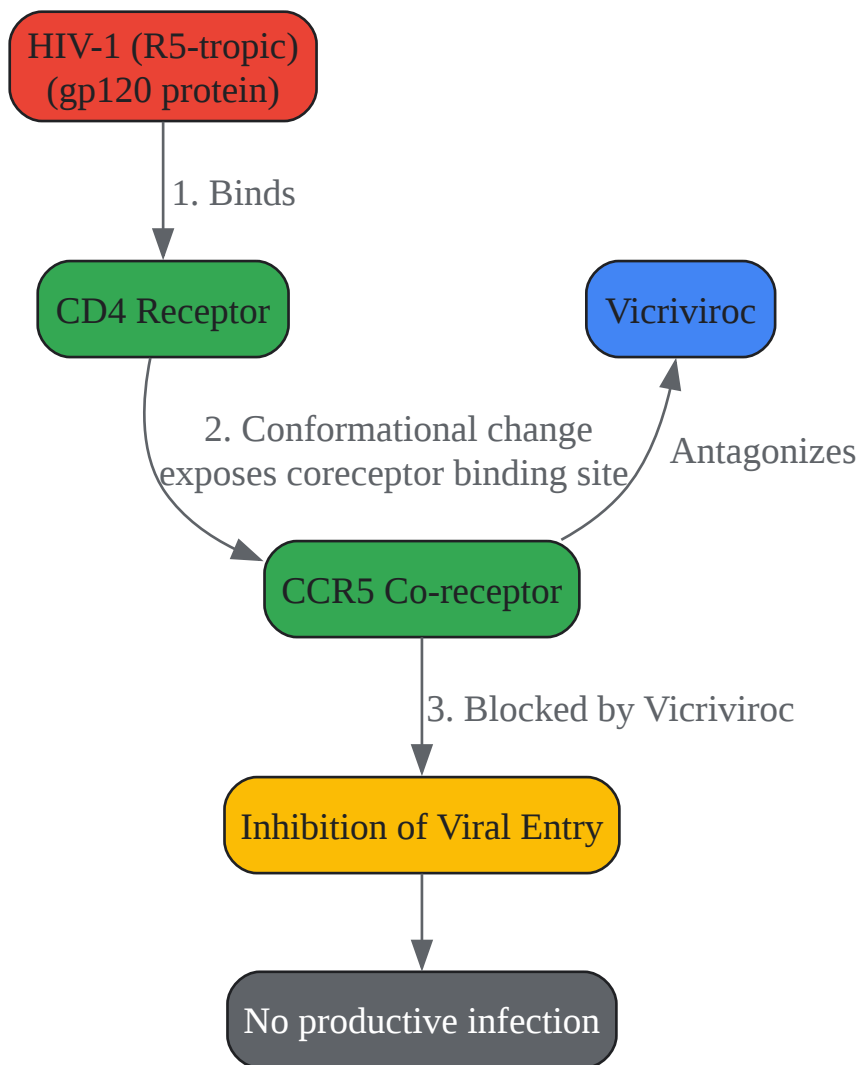 HIV-1 (R5-tropic)
(gp120 protein)
1. Binds
CD4 Receptor
Vicriviroc
2. Conformational change
exposes coreceptor binding site
Antagonizes
CCR5 Co-receptor
3. Blocked by Vicriviroc
Inhibition of Viral Entry
No productive infection